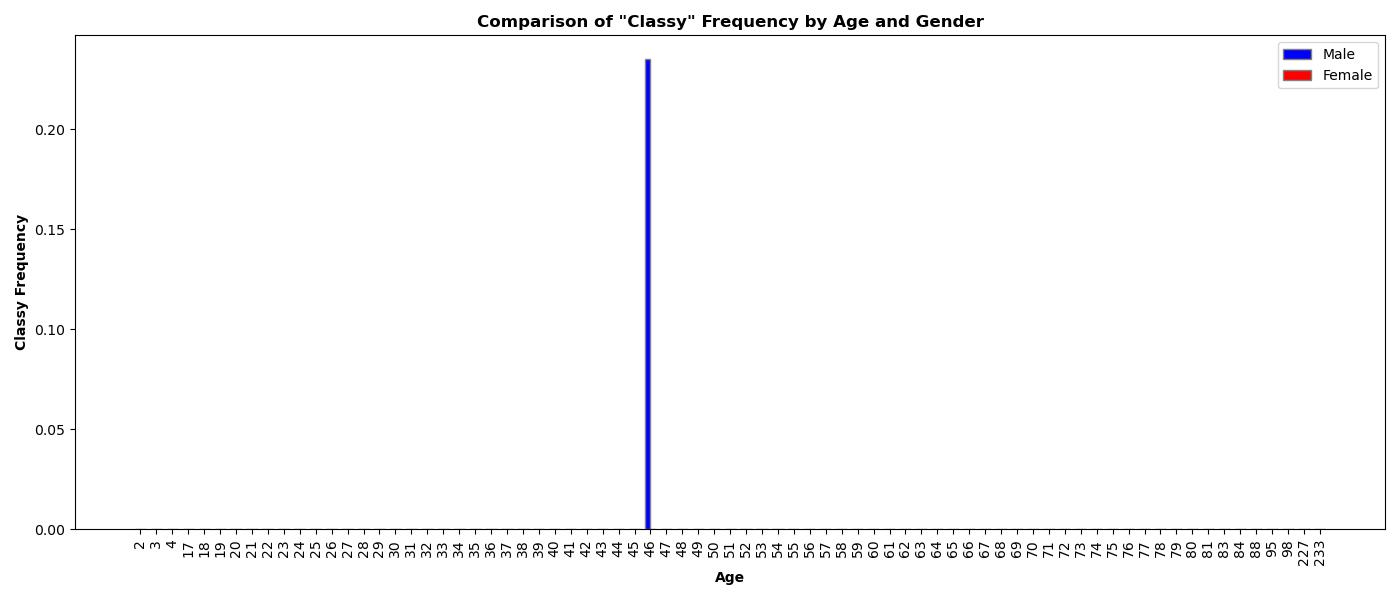 Comparison of "Classy" Frequency by Age and Gender
Male
Female
Classy Frequency
0.20
0.15
0.10
0.05
0.00
2 3 4 17 18 19 20 21 22 23 24 25 26 27 28 29 30 31 32 33 34 35 36 37 38 39 40 41 42 43 44 45 46 47 48 49 50 51 52 53 54 55 56 57 58 59 60 61 62 63 64 65 66 67 68 69 70 71 72 73 74 75 76 77 78 79 80 81 83 84 88 95 98 227 233
Age